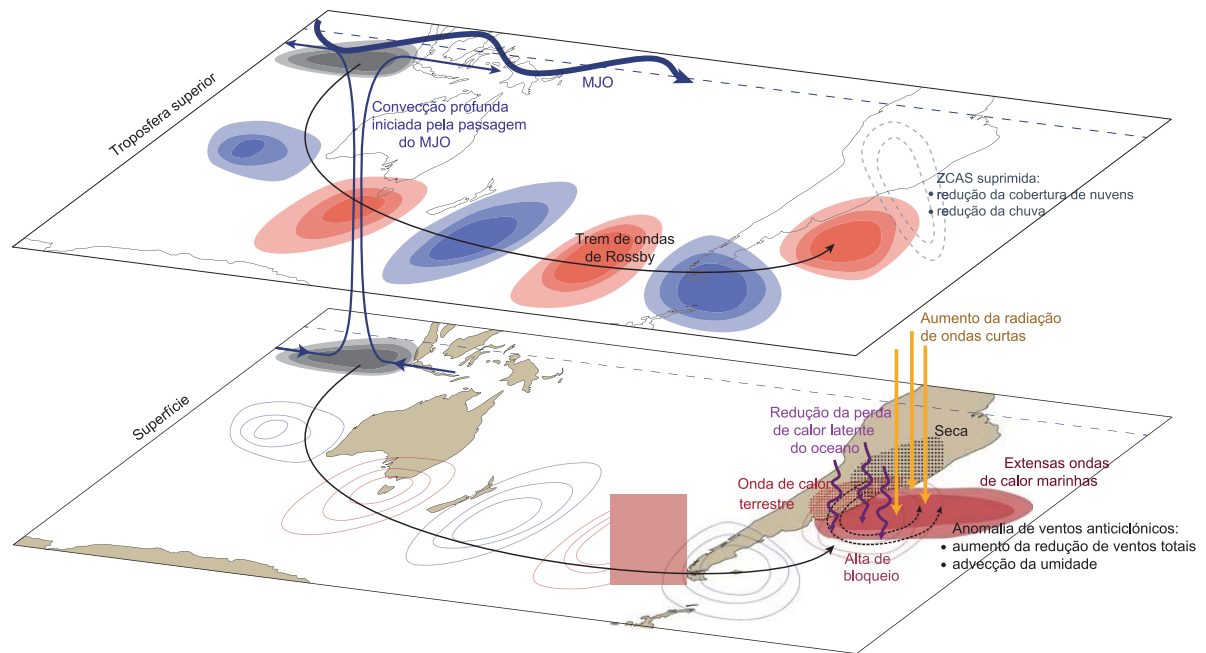 Troposfera superior
MJO
Convecção profunda
iniciada pela passagem
do MJO
ZCAS suprimida:
• redução da cobertura de nuvens
• redução da chuva
Trem de ondas
de Rossby
Superfície
Aumento da radiação
de ondas curtas
Redução da perda
de calor latente
do oceano
Seca
Onda de calor
terrestre
Extensas ondas
de calor marinhas
Anomalia de ventos anticiclónicos:
• aumento da redução de ventos totais
• advecção da umidade
Alta de
bloqueio